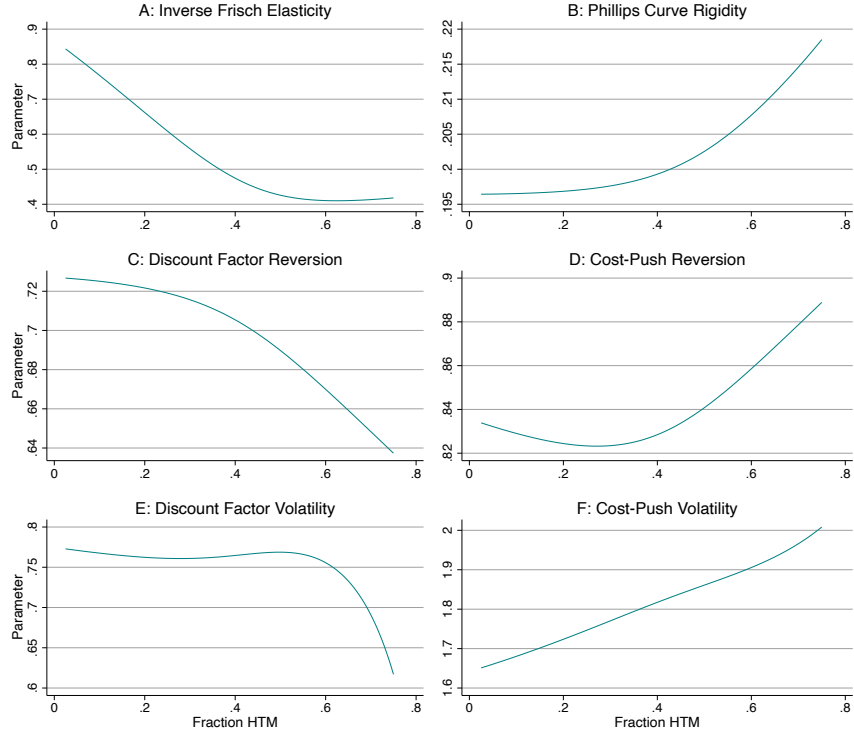 A: Inverse Frisch Elasticity
Parameter
.9
.8
.7
.6
.5
.4
0 .2 .4 .6 .8
B: Phillips Curve Rigidity
.22
.215
.21
.205
.2
.195
0 .2 .4 .6 .8
C: Discount Factor Reversion
Parameter
.72
.7
.68
.66
.64
0 .2 .4 .6 .8
D: Cost-Push Reversion
.9
.88
.86
.84
.82
0 .2 .4 .6 .8
E: Discount Factor Volatility
Parameter
.8
.75
.7
.65
.6
0 .2 .4 .6 .8
Fraction HTM
F: Cost-Push Volatility
2
1.9
1.8
1.7
1.6
0 .2 .4 .6 .8
Fraction HTM